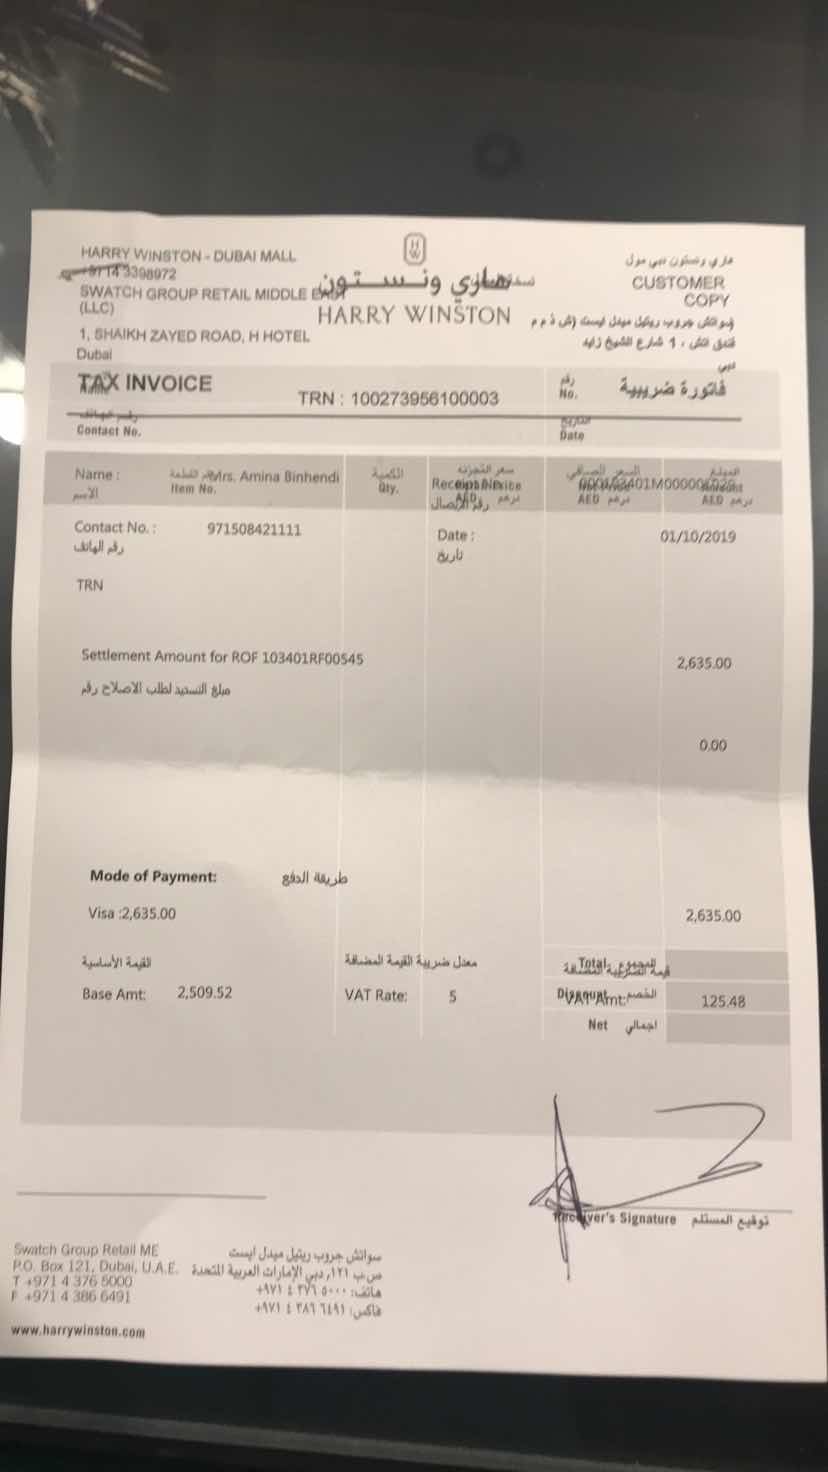 HARRY WINSTON - DUBAI MALL
3398972
SWATCH GROUP RETAIL MIDDLE EAST
(LLC)
1, SHAIKH ZAYED ROAD, H HOTEL
Dubai
HW
هاري ونستون
HARRY WINSTON
هاري ونستون دبي مول
CUSTOMER
COPY
سواتش جروب ريتيل ميدل ايست (ش ذ م م
فندق اتش ، 1 شارع الشيخ زايد
دبي
TAX INVOICE
TRN : 100273956100003
رقم
No.
فاتورة ضريبية
رقم الهاتف
Contact No.
التاريخ
Date
Name :
الاسم
رقم القطعة
Item No.
Mrs. Amina Binhendi
الكمية
Qty.
سعر التجزئة
AED درهم
رقم الإيصال
السعر الصافي
AED درهم
المبلغ
Amount
AED درهم
Contact No. :
971508421111
رقم الهاتف
Date :
01/10/2019
تاريخ
TRN
Settlement Amount for ROF 103401RF00545
2,635.00
مبلغ التسديد لطلب الاصلاح رقم
0.00
Mode of Payment:
طريقة الدفع
Visa :2,635.00
2,635.00
القيمة الأساسية
معدل ضريبة القيمة المضافة
Total
المجموع
قيمة الضريبة المضافة
Base Amt:
2,509.52
VAT Rate:
5
Discount
الخصم
VAT Amt:
125.48
Net
اجمالي
Receiver's Signature
توقيع المستلم
Swatch Group Retail ME
P.O. Box 121, Dubai, U.A.E.
T +971 4 376 5000
F +971 4 386 6491
www.harrywinston.com
سواتش جروب ريتيل ميدل ايست
ص.ب ١٢١, دبي الإمارات العربية المتحدة
هاتف: ٥٠٠٠ ٣٧٦ ٤ ٩٧١+
فاكس: ٦٤٩١ ٣٨٦ ٤ ٩٧١+